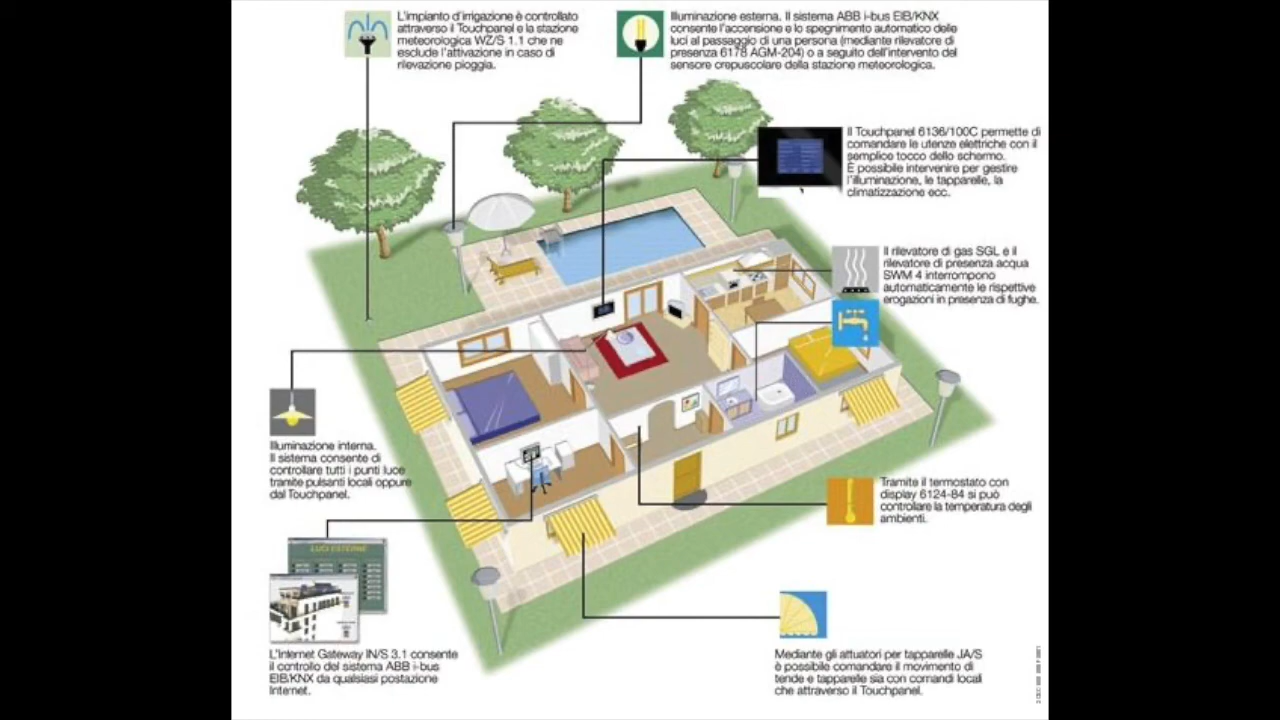 L'impianto d'irrigazione è controllato
attraverso il Touchpanel e la stazione
meteorologica WZ/S 1.1 che ne
esclude l'attivazione in caso di
rilevazione pioggia.
Illuminazione esterna. Il sistema ABB i-bus EIB/KNX
consente l'accensione e lo spegnimento automatico delle
luci al passaggio di una persona (mediante rilevatore di
presenza 6178 AGM-204) o a seguito dell'intervento del
sensore crepuscolare della stazione meteorologica.
Il Touchpanel 6136/100C permette di
comandare le utenze elettriche con il
semplice tocco dello schermo.
È possibile intervenire per gestire
l'illuminazione, le tapparelle, la
climatizzazione ecc.
Il rilevatore di gas SGL e il
rilevatore di presenza acqua
SWM 4 interrompono
automaticamente le rispettive
erogazioni in presenza di fughe.
Illuminazione interna.
Il sistema consente di
controllare tutti i punti luce
tramite pulsanti locali oppure
dal Touchpanel.
Tramite il termostato con
display 6124-84 si può
controllare la temperatura degli
ambienti.
LUCI ESTERNE
L'Internet Gateway IN/S 3.1 consente
il controllo del sistema ABB i-bus
EIB/KNX da qualsiasi postazione
Internet.
Mediante gli attuatori per tapparelle JA/S
è possibile comandare il movimento di
tende e tapparelle sia con comandi locali
che attraverso il Touchpanel.